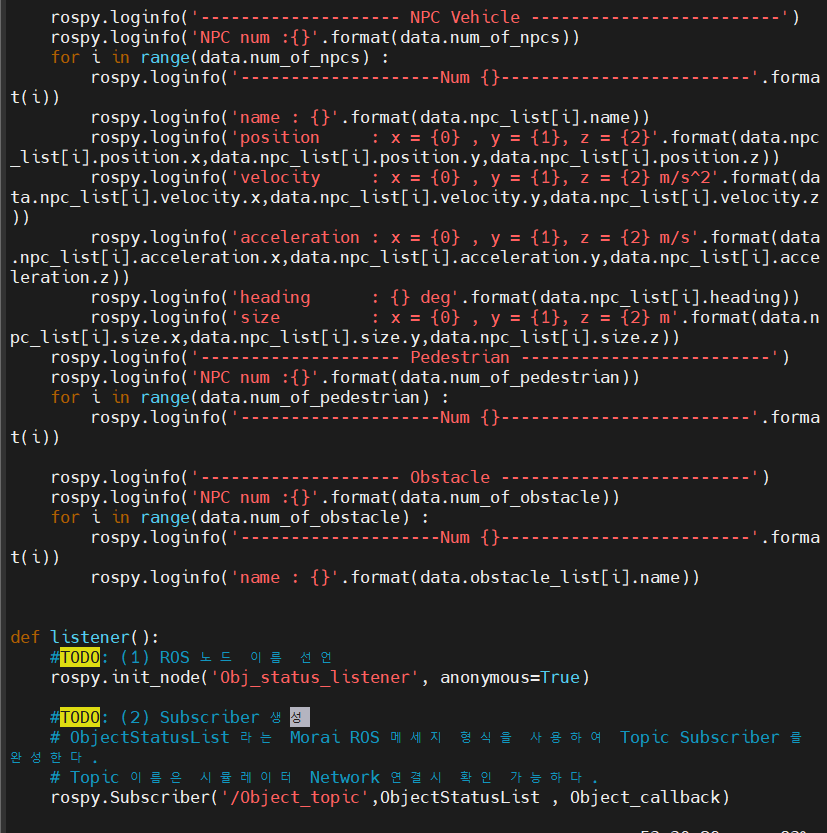 rospy.loginfo('-------------------- NPC Vehicle -------------------------')
rospy.loginfo('NPC num :{}'.format(data.num_of_npcs))
for i in range(data.num_of_npcs) :
rospy.loginfo('--------------------Num {}-------------------------'.forma
t(i))
rospy.loginfo('name : {}'.format(data.npc_list[i].name))
rospy.loginfo('position     : x = {0} , y = {1}, z = {2}'.format(data.npc
_list[i].position.x,data.npc_list[i].position.y,data.npc_list[i].position.z))
rospy.loginfo('velocity     : x = {0} , y = {1}, z = {2} m/s^2'.format(da
ta.npc_list[i].velocity.x,data.npc_list[i].velocity.y,data.npc_list[i].velocity.z
))
rospy.loginfo('acceleration : x = {0} , y = {1}, z = {2} m/s'.format(data
.npc_list[i].acceleration.x,data.npc_list[i].acceleration.y,data.npc_list[i].acce
leration.z))
rospy.loginfo('heading      : {} deg'.format(data.npc_list[i].heading))
rospy.loginfo('size         : x = {0} , y = {1}, z = {2} m'.format(data.n
pc_list[i].size.x,data.npc_list[i].size.y,data.npc_list[i].size.z))
rospy.loginfo('-------------------- Pedestrian -------------------------')
rospy.loginfo('NPC num :{}'.format(data.num_of_pedestrian))
for i in range(data.num_of_pedestrian) :
rospy.loginfo('--------------------Num {}-------------------------'.forma
t(i))
rospy.loginfo('-------------------- Obstacle -------------------------')
rospy.loginfo('NPC num :{}'.format(data.num_of_obstacle))
for i in range(data.num_of_obstacle) :
rospy.loginfo('--------------------Num {}-------------------------'.forma
t(i))
rospy.loginfo('name : {}'.format(data.obstacle_list[i].name))
def listener():
#TODO: (1) ROS 노드 이름 선언
rospy.init_node('Obj_status_listener', anonymous=True)
#TODO: (2) Subscriber 생성
# ObjectStatusList 라는 Morai ROS 메세지 형식을 사용하여 Topic Subscriber 를
완성한다.
# Topic 이름은 시뮬레이터 Network 연결시 확인 가능하다.
rospy.Subscriber('/Object_topic',ObjectStatusList , Object_callback)